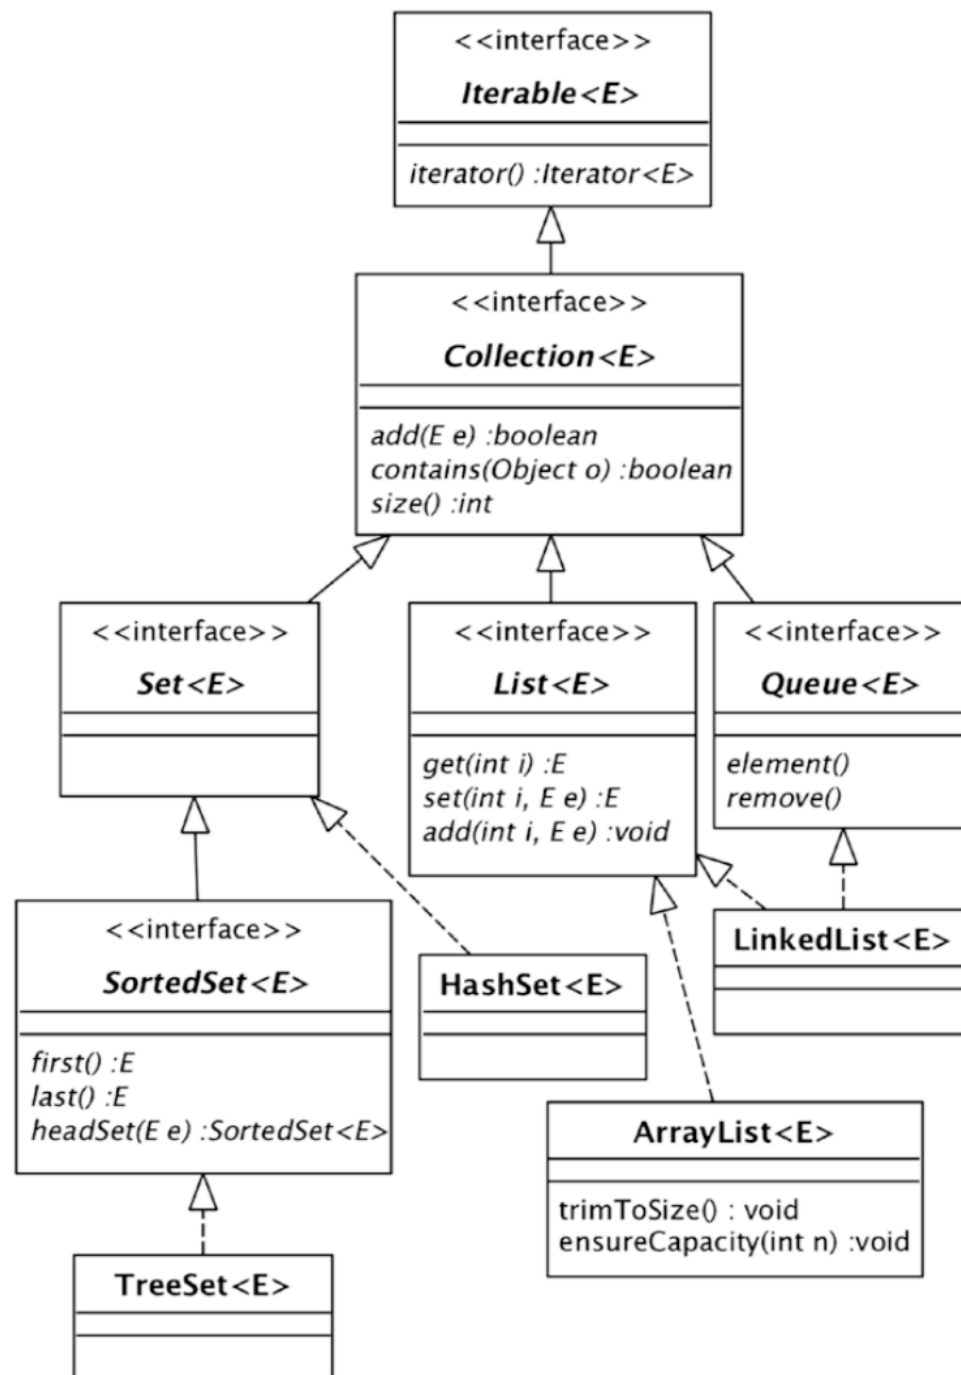 <<interface>>
Iterable<E>
iterator() :Iterator<E>
<<interface>>
Collection<E>
add(E e) :boolean
contains(Object o) :boolean
size() :int
<<interface>>
Set<E>
<<interface>>
List<E>
get(int i) :E
set(int i, E e) :E
add(int i, E e) :void
<<interface>>
Queue<E>
element()
remove()
<<interface>>
SortedSet<E>
first() :E
last() :E
headSet(E e) :SortedSet<E>
HashSet<E>
LinkedList<E>
ArrayList<E>
trimToSize() : void
ensureCapacity(int n) :void
TreeSet<E>